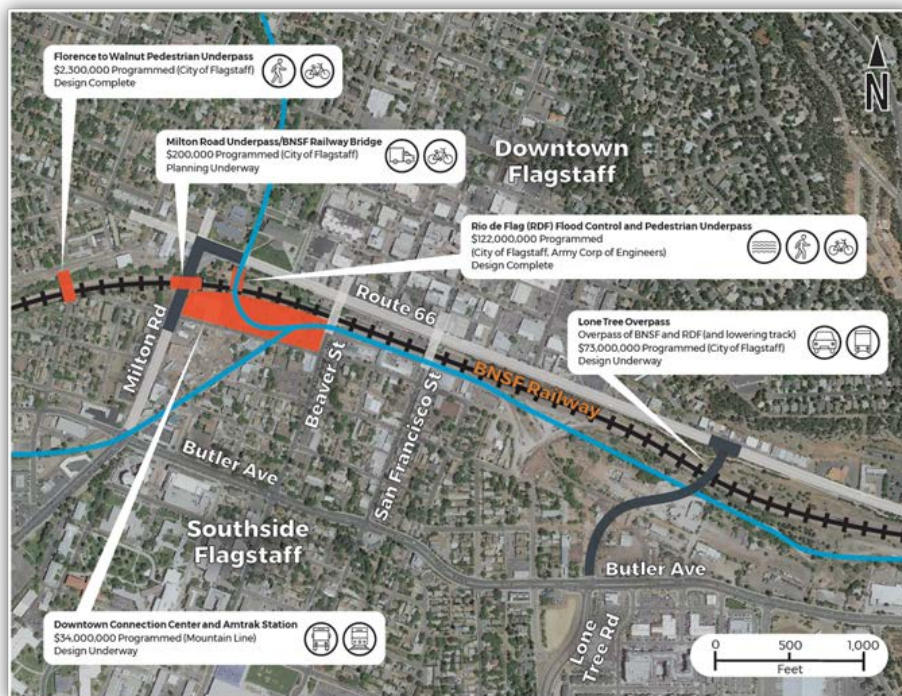 Florence to Walnut Pedestrian Underpass
$2,300,000 Programmed (City of Flagstaff)
Design Complete
N
Milton Road Underpass/BNSF Railway Bridge
$200,000 Programmed (City of Flagstaff)
Planning Underway
Downtown
Flagstaff
Rio de Flag (RDF) Flood Control and Pedestrian Underpass
$122,000,000 Programmed
(City of Flagstaff, Army Corp of Engineers)
Design Complete
Route 66
Lone Tree Overpass
Overpass of BNSF and RDF (and lowering track)
$73,000,000 Programmed (City of Flagstaff)
Design Underway
Milton Rd
Beaver St
BNSF Railway
San Francisco St
Butler Ave
Southside
Flagstaff
Butler Ave
Downtown Connection Center and Amtrak Station
$34,000,000 Programmed (Mountain Line)
Design Underway
Lone
Tree Rd
0 500 1,000
Feet